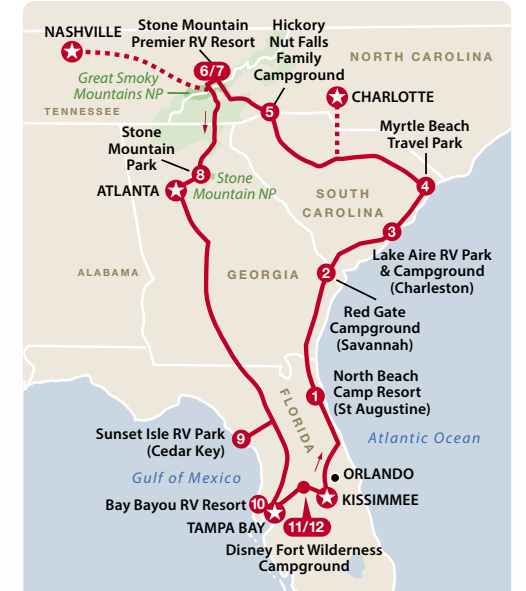 NASHVILLE
Stone Mountain
Premier RV Resort
Hickory
Nut Falls
Family
Campground
NORTH CAROLINA
6/7
Great Smoky
Mountains NP
CHARLOTTE
TENNESSEE
5
Myrtle Beach
Travel Park
Stone
Mountain
Park
8
Stone
Mountain NP
ATLANTA
4
SOUTH
CAROLINA
3
Lake Aire RV Park
& Campground
(Charleston)
ALABAMA
GEORGIA
2
Red Gate
Campground
(Savannah)
North Beach
Camp Resort
(St Augustine)
1
FLORIDA
Sunset Isle RV Park
(Cedar Key)
9
Atlantic Ocean
Gulf of Mexico
ORLANDO
KISSIMMEE
Bay Bayou RV Resort
10
TAMPA BAY
11/12
Disney Fort Wilderness
Campground